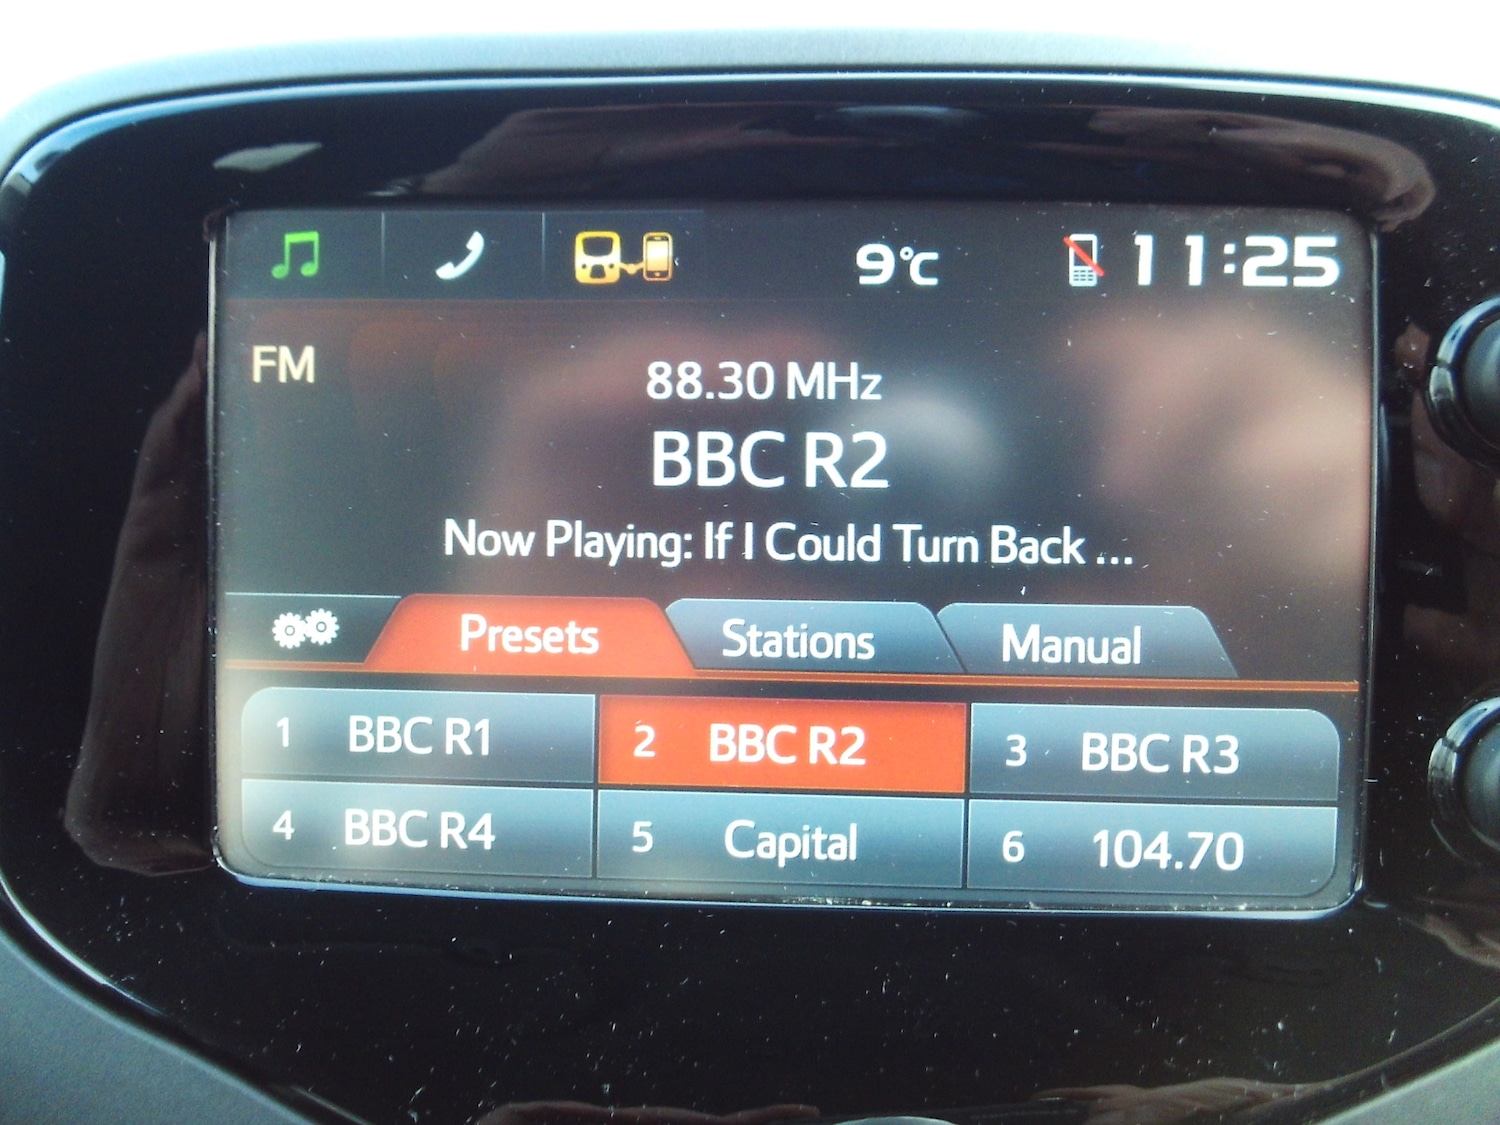 9°C 11:25
FM
88.30 MHz
BBC R2
Now Playing: If I Could Turn Back ...
Presets Stations Manual
1 BBC R1 2 BBC R2 3 BBC R3
4 BBC R4 5 Capital 6 104.70